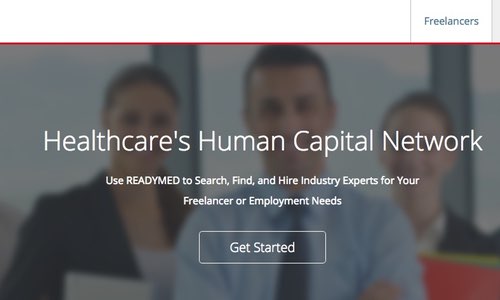 Freelancers
Healthcare's Human Capital Network
Use READYMED to Search, Find, and Hire Industry Experts for Your
Freelancer or Employment Needs
Get Started